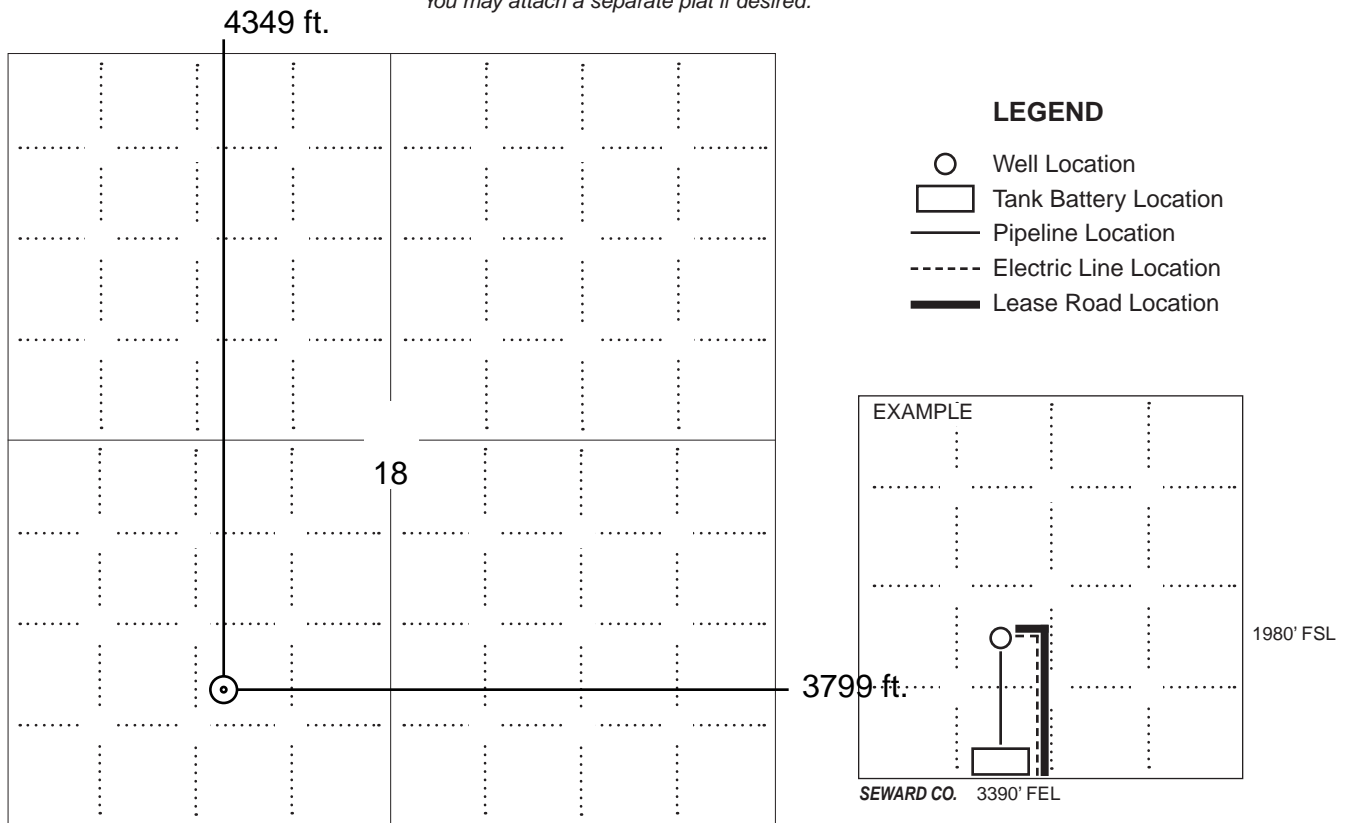 You may attach a separate plat if desired.
4349 ft.
LEGEND
Well Location
Tank Battery Location
Pipeline Location
Electric Line Location
Lease Road Location
18
3799 ft.
EXAMPLE
1980' FSL
SEWARD CO. 3390' FEL